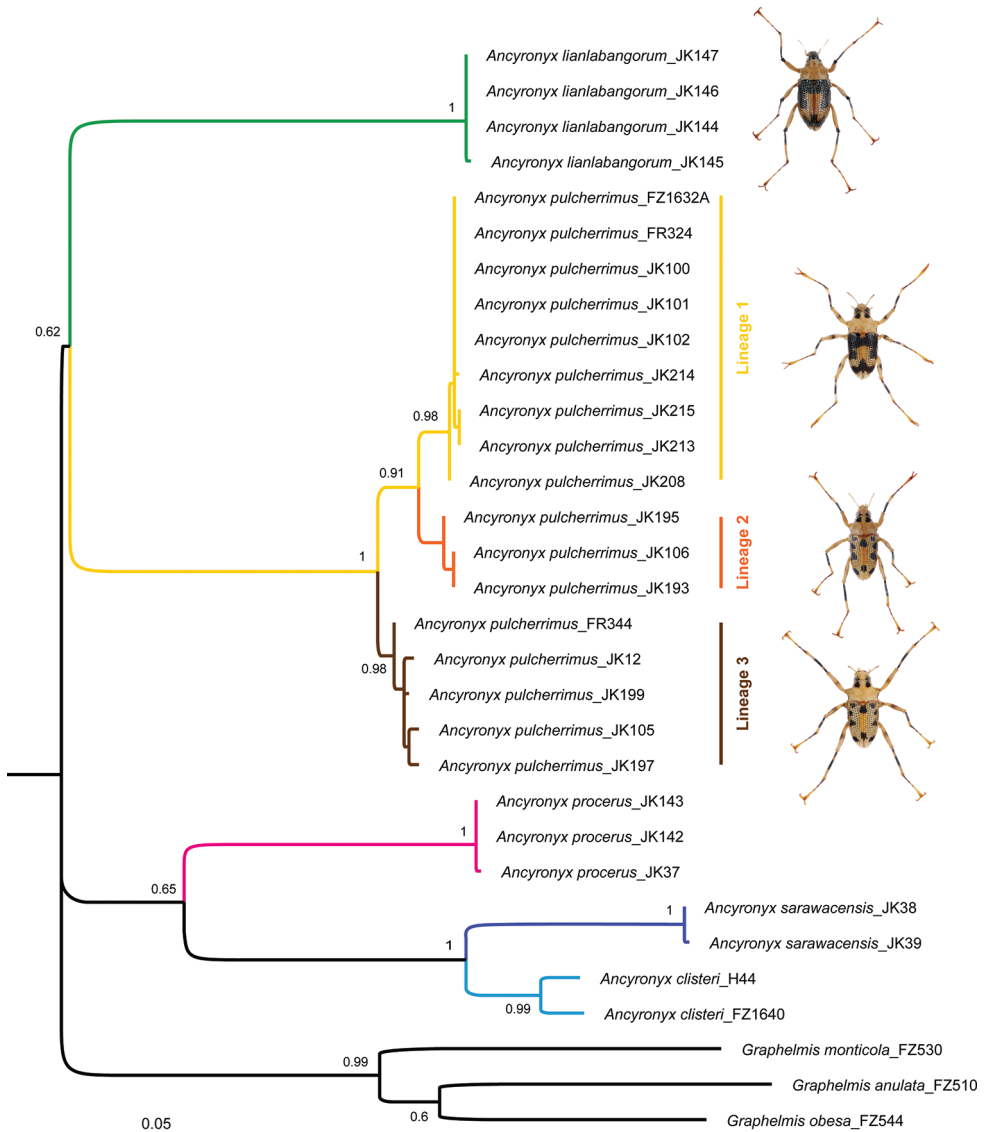 Ancyronyx lianlabangorum_JK147
1
Ancyronyx lianlabangorum_JK146
Ancyronyx lianlabangorum_JK144
Ancyronyx lianlabangorum_JK145
Ancyronyx pulcherrimus_FZ1632A
Ancyronyx pulcherrimus_FR324
Ancyronyx pulcherrimus_JK100
Ancyronyx pulcherrimus_JK101
Lineage 1
0.62
Ancyronyx pulcherrimus_JK102
Ancyronyx pulcherrimus_JK214
Ancyronyx pulcherrimus_JK215
0.98
Ancyronyx pulcherrimus_JK213
0.91
Ancyronyx pulcherrimus_JK208
Ancyronyx pulcherrimus_JK195
1
Ancyronyx pulcherrimus_JK106
Lineage 2
Ancyronyx pulcherrimus_JK193
Ancyronyx pulcherrimus_FR344
0.98
Ancyronyx pulcherrimus_JK12
Ancyronyx pulcherrimus_JK199
Lineage 3
Ancyronyx pulcherrimus_JK105
Ancyronyx pulcherrimus_JK197
Ancyronyx procerus_JK143
1
Ancyronyx procerus_JK142
Ancyronyx procerus_JK37
0.65
1
Ancyronyx sarawacensis_JK38
1
Ancyronyx sarawacensis_JK39
Ancyronyx clisteri_H44
0.99
Ancyronyx clisteri_FZ1640
0.99
Graphelmis monticola_FZ530
Graphelmis anulata_FZ510
0.6
Graphelmis obesa_FZ544
0.05